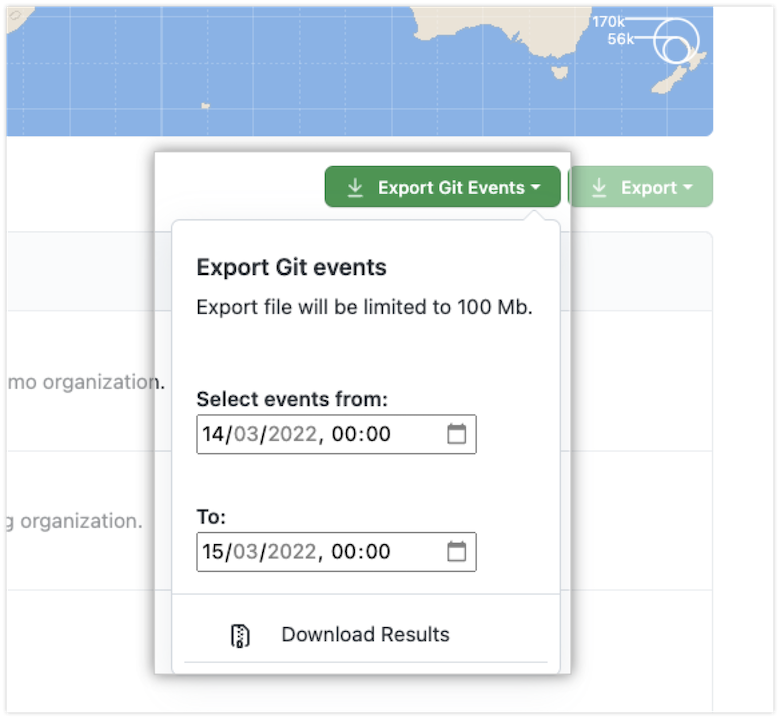 170k
56k
Export Git Events
Export
Export Git events
Export file will be limited to 100 Mb.
mo organization.
Select events from:
14/03/2022, 00:00
g organization.
To:
15/03/2022, 00:00
Download Results